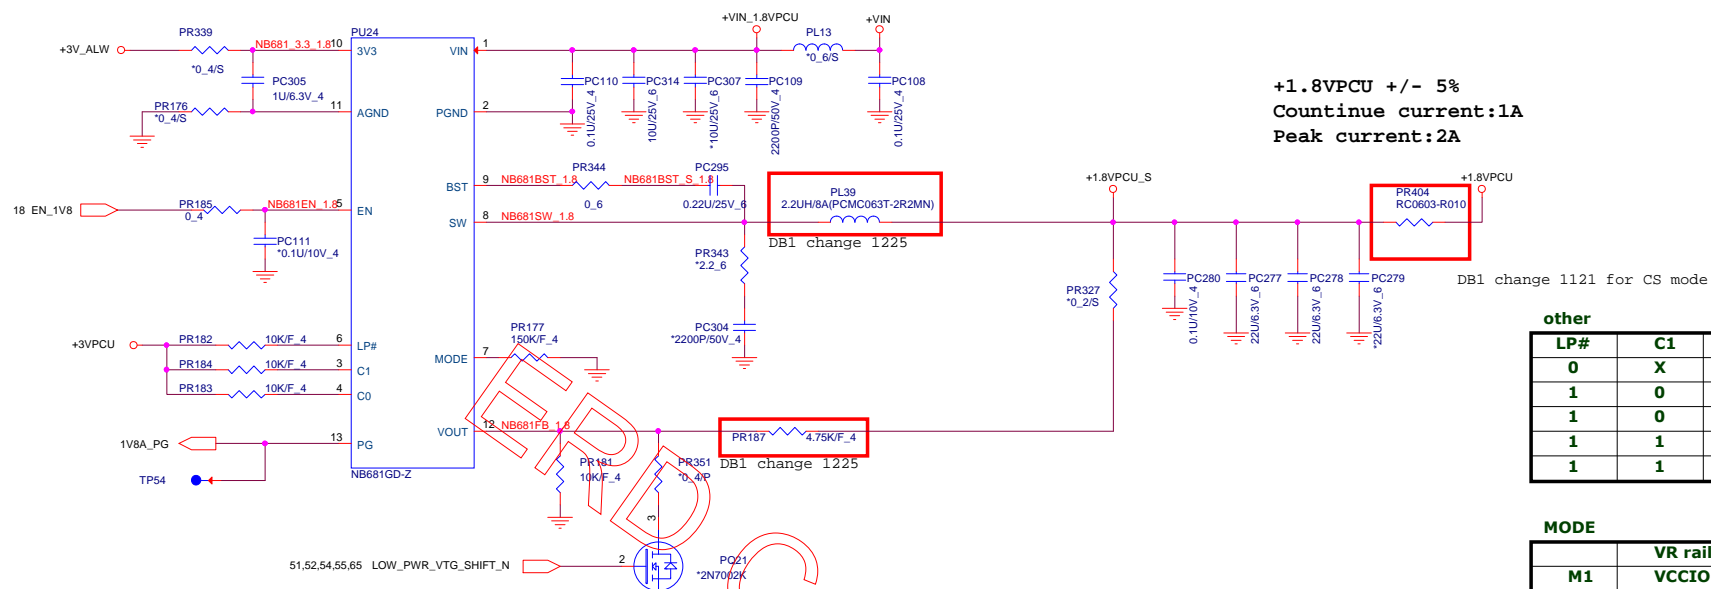 +VIN_1.8VPCU
+VIN
PR339
PU24
PL13
+3V_ALW
NB681_3.3_1.8
10
3V3
VIN
1
*0_4/S
*0_6/S
PC305
1U/6.3V_4
PC110
PC314
PC307
PC109
PC108
0.1U/25V_4
10U/25V_6
*10U/25V_6
2200P/50V_4
0.1U/25V_4
PR176
*0_4/S
11
AGND
PGND
2
+1.8VPCU +/- 5%
Countinue current:1A
Peak current:2A
PR344
PC295
BST
9
NB681BST_1.8
NB681BST_S_1.8
0_6
0.22U/25V_6
PL39
2.2UH/8A(PCMC063T-2R2MN)
DB1 change 1225
+1.8VPCU_S
+1.8VPCU
PR404
RC0603-R010
DB1 change 1121 for CS mode
18 EN_1V8
PR185
0_4
NB681EN_1.8
5
EN
SW
8
NB681SW_1.8
PC111
*0.1U/10V_4
PR343
*2.2_6
PC304
*2200P/50V_4
PR327
*0_2/S
PC280
PC277
PC278
PC279
0.1U/10V_4
22U/6.3V_6
22U/6.3V_6
*22U/6.3V_6
+3VPCU
PR182
10K/F_4
6
LP#
PR184
10K/F_4
3
C1
PR183
10K/F_4
4
C0
MODE
7
PR177
150K/F_4
1V8A_PG
13
PG
VOUT
12
NB681FB_1.8
PR187
4.75K/F_4
DB1 change 1225
TP54
NB681GD-Z
PR181
10K/F_4
PR351
*0_4/P
3
51,52,54,55,65 LOW_PWR_VTG_SHIFT_N
2
PQ21
*2N7002K
other
LP# C1
0 X
1 0
1 0
1 1
1 1
MODE
VR rail
M1 VCCIO